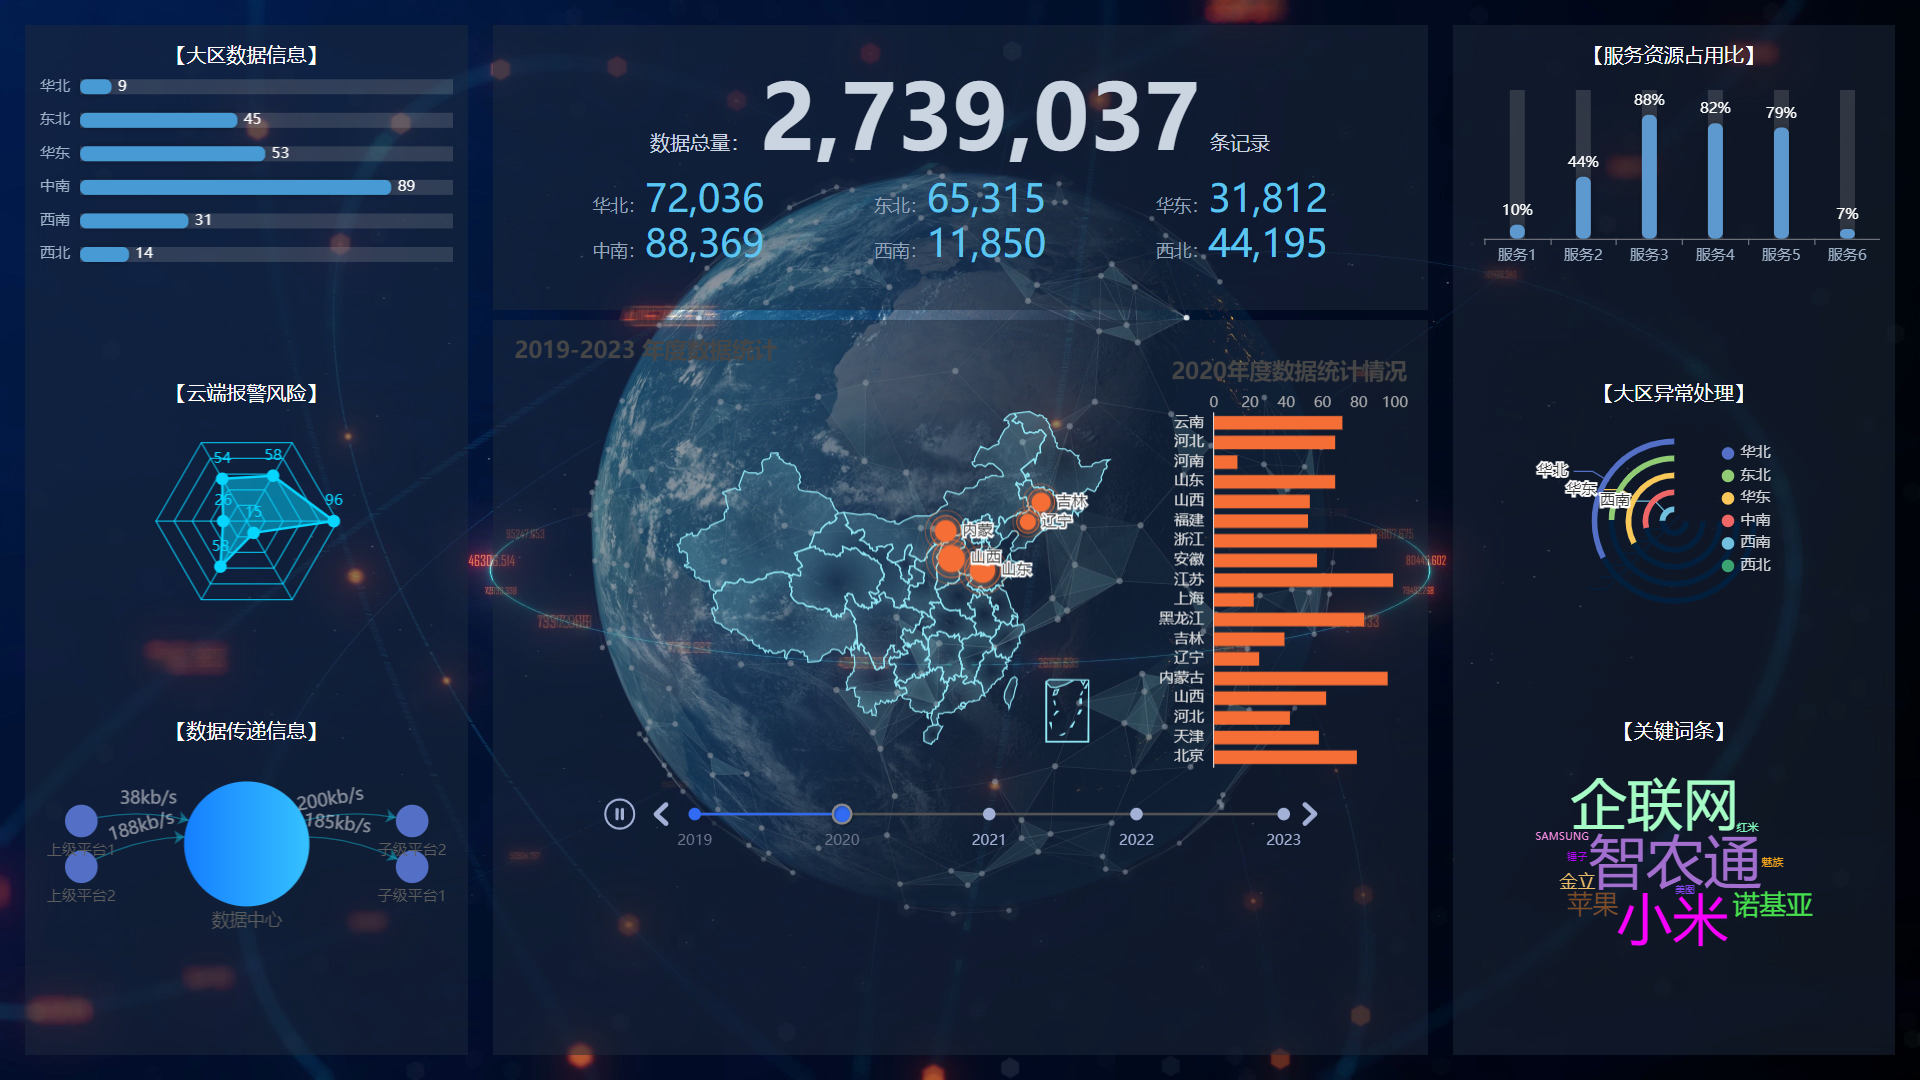 【大区数据信息】
华北 9
东北 45
华东 53
中南 89
西南 31
西北 14
【云端报警风险】
54
58
96
26
15
53
【数据传递信息】
38kb/s
188kb/s
200kb/s
185kb/s
上级平台1
上级平台2
子级平台2
子级平台1
数据中心
数据总量： 2,739,037 条记录
华北: 72,036 东北: 65,315 华东: 31,812
中南: 88,369 西南: 11,850 西北: 44,195
2019-2023 年度数据统计
吉林
辽宁
内蒙
山西
山东
2020年度数据统计情况
0 20 40 60 80 100
云南
河北
河南
山东
山西
福建
浙江
安徽
江苏
上海
黑龙江
吉林
辽宁
内蒙古
山西
河北
天津
北京
2019 2020 2021 2022 2023
【服务资源占用比】
10% 44% 88% 82% 79% 7%
服务1 服务2 服务3 服务4 服务5 服务6
【大区异常处理】
华北
华东
西南
华北
东北
华东
中南
西南
西北
【关键词条】
企联网
红米
SAMSUNG
智农通
锤子
魅族
金立
美图
苹果
诺基亚
小米